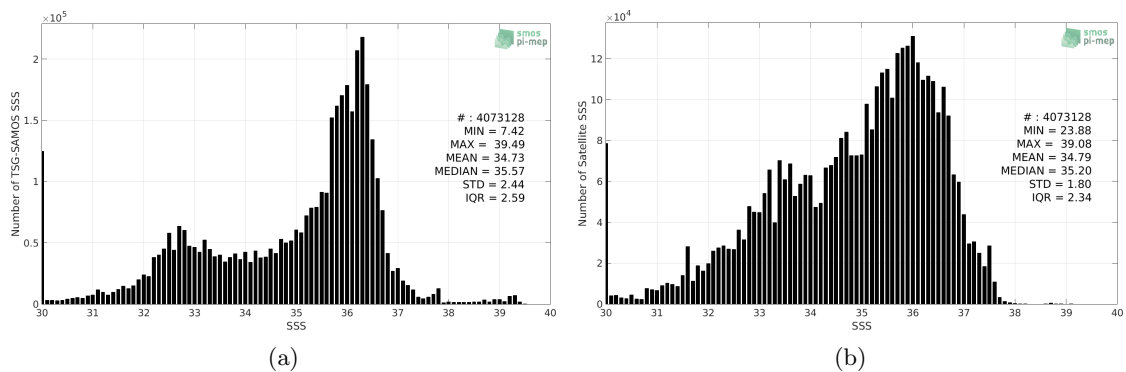 ×10⁵
smos
pi-mep
2
1.5
1
0.5
0
Number of TSG-SAMOS SSS
# : 4073128
MIN = 7.42
MAX = 39.49
MEAN = 34.73
MEDIAN = 35.57
STD = 2.44
IQR = 2.59
30 31 32 33 34 35 36 37 38 39 40
SSS
(a)
×10⁴
smos
pi-mep
12
10
8
6
4
2
0
Number of Satellite SSS
# : 4073128
MIN = 23.88
MAX = 39.08
MEAN = 34.79
MEDIAN = 35.20
STD = 1.80
IQR = 2.34
30 31 32 33 34 35 36 37 38 39 40
SSS
(b)